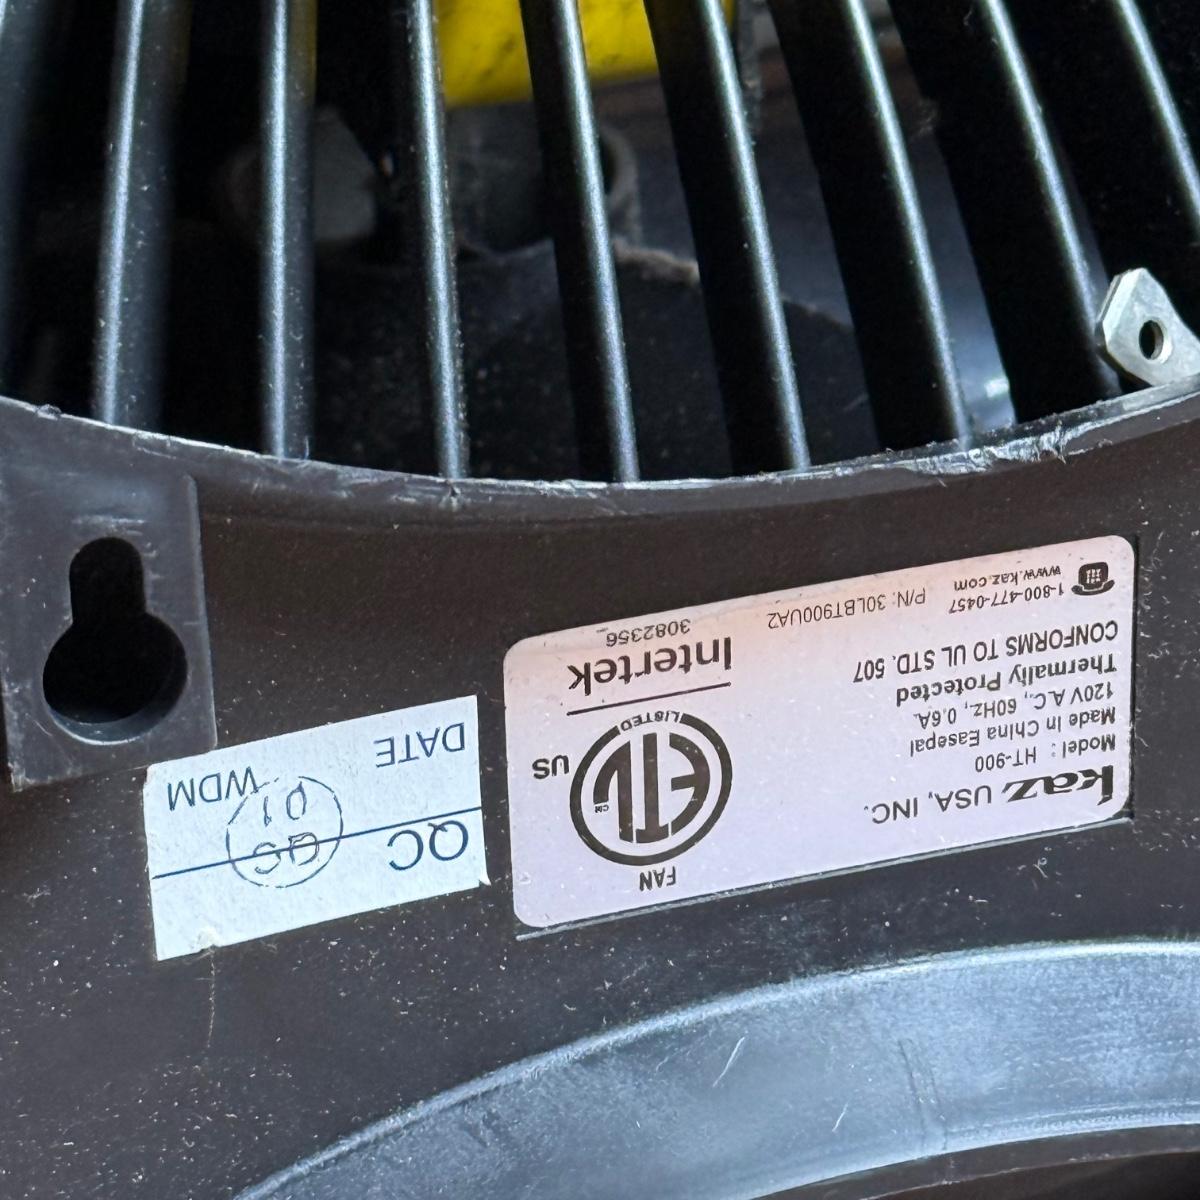 Kaz USA, INC.
Model : HT-900
Made in China Easepal
120V A.C., 60Hz, 0.6A.
Thermally Protected
CONFORMS TO UL STD. 507
1-800-477-0457
www.kaz.com
P/N: 30LBT900UA2
FAN
ETL
CM
LISTED
US
Intertek
3082356
QC
QS
01
DATE
WDM